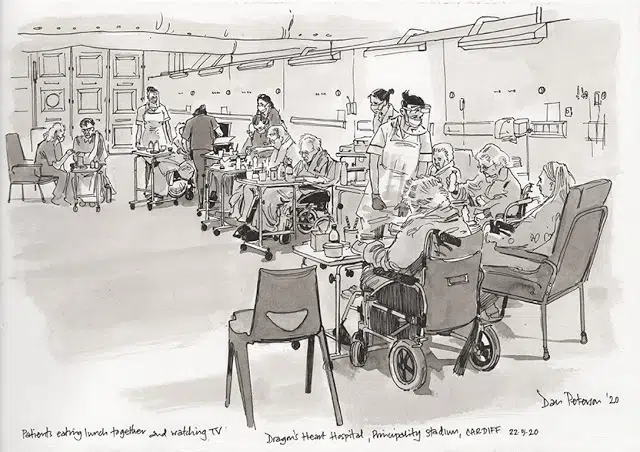 Dan Peterson '20
Patients eating lunch together and watching TV
Dragon's Heart Hospital, Principality Stadium, CARDIFF 22·5·20